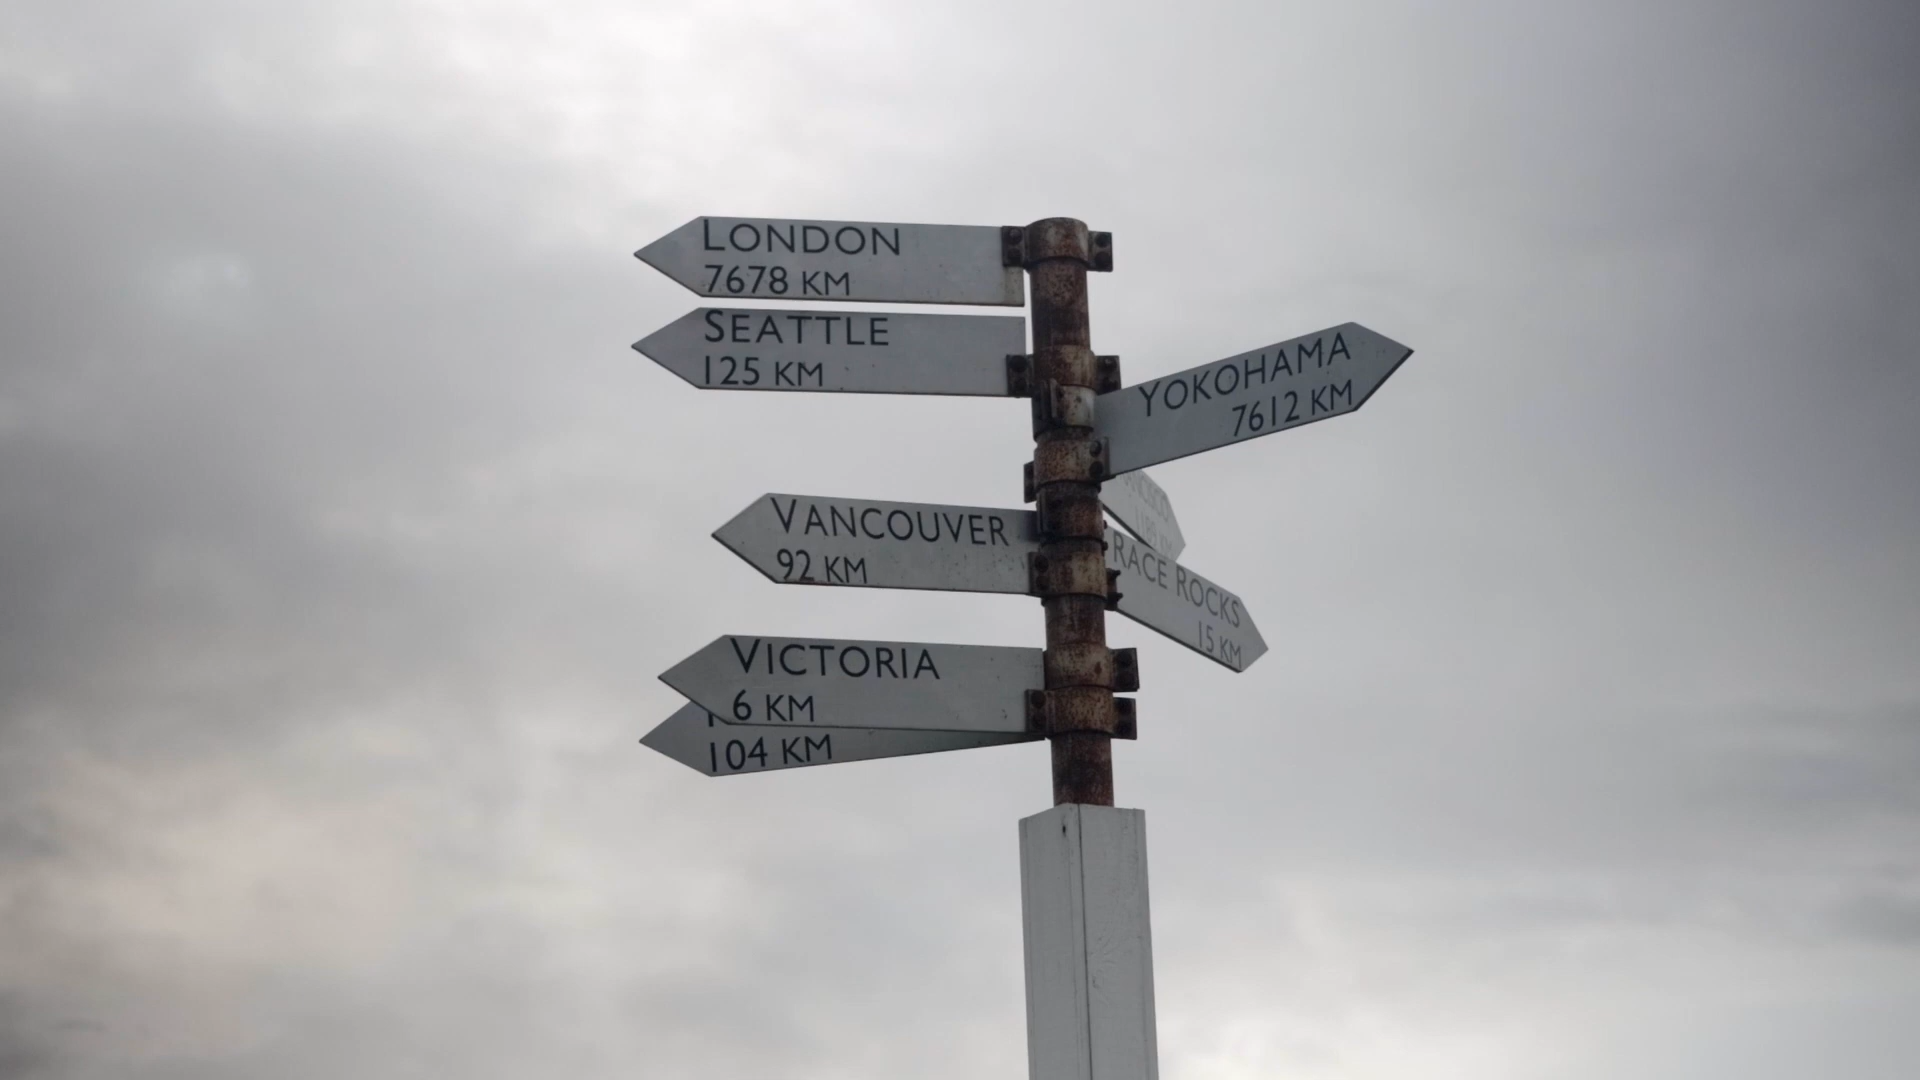 LONDON
7678 KM
SEATTLE
125 KM
YOKOHAMA
7612 KM
VANCOUVER
92 KM
RACE ROCKS
15 KM
VICTORIA
6 KM
104 KM